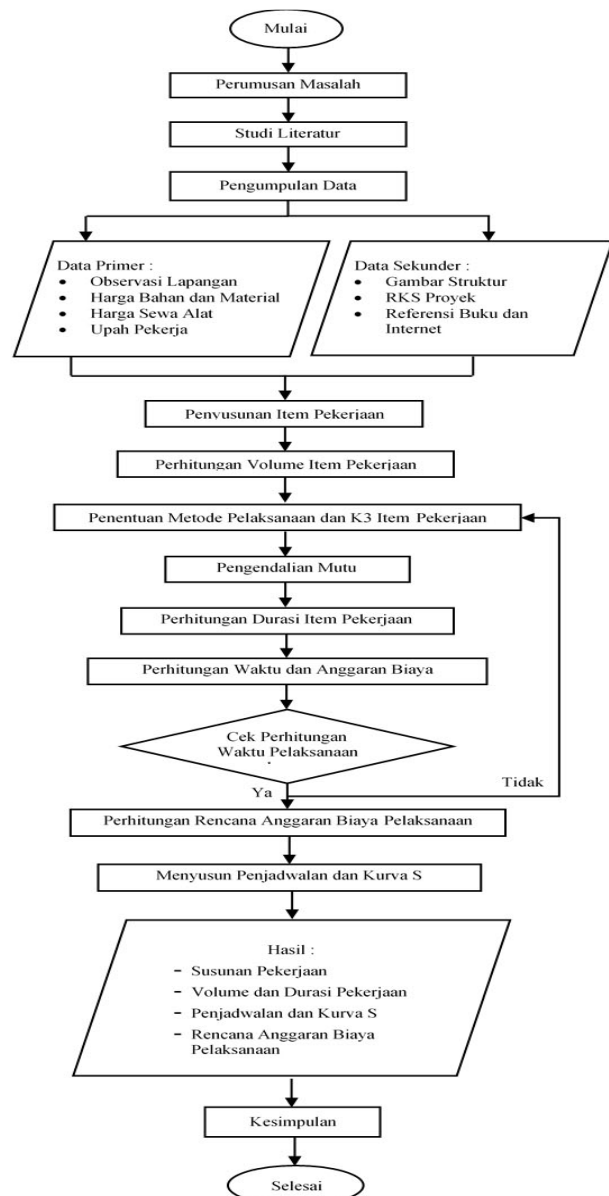 Mulai
Perumusan Masalah
Studi Literatur
Pengumpulan Data
Data Primer :
• Observasi Lapangan
• Harga Bahan dan Material
• Harga Sewa Alat
• Upah Pekerja
Data Sekunder :
• Gambar Struktur
• RKS Proyek
• Referensi Buku dan
Internet
Penyusunan Item Pekerjaan
Perhitungan Volume Item Pekerjaan
Penentuan Metode Pelaksanaan dan K3 Item Pekerjaan
Pengendalian Mutu
Perhitungan Durasi Item Pekerjaan
Perhitungan Waktu dan Anggaran Biaya
Cek Perhitungan
Waktu Pelaksanaan
Tidak
Ya
Perhitungan Rencana Anggaran Biaya Pelaksanaan
Menyusun Penjadwalan dan Kurva S
Hasil :
- Susunan Pekerjaan
- Volume dan Durasi Pekerjaan
- Penjadwalan dan Kurva S
- Rencana Anggaran Biaya
Pelaksanaan
Kesimpulan
Selesai